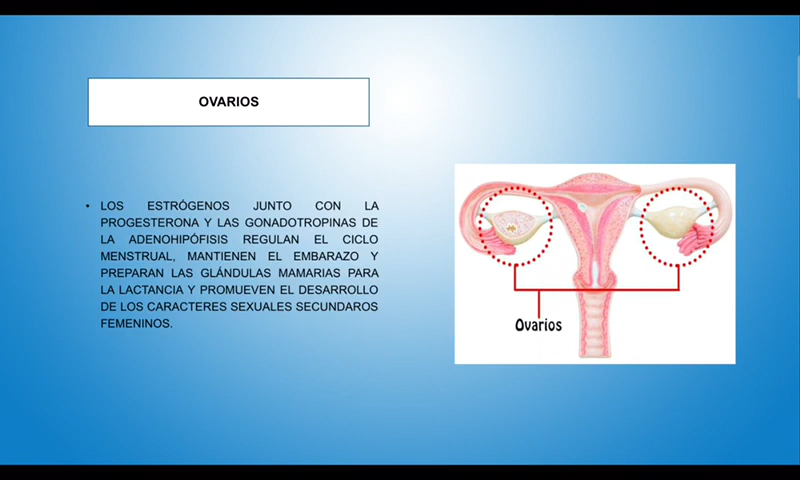 OVARIOS
• LOS ESTRÓGENOS JUNTO CON LA
PROGESTERONA Y LAS GONADOTROPINAS DE
LA ADENOHIPÓFISIS REGULAN EL CICLO
MENSTRUAL, MANTIENEN EL EMBARAZO Y
PREPARAN LAS GLÁNDULAS MAMARIAS PARA
LA LACTANCIA Y PROMUEVEN EL DESARROLLO
DE LOS CARACTERES SEXUALES SECUNDAROS
FEMENINOS.
Ovarios